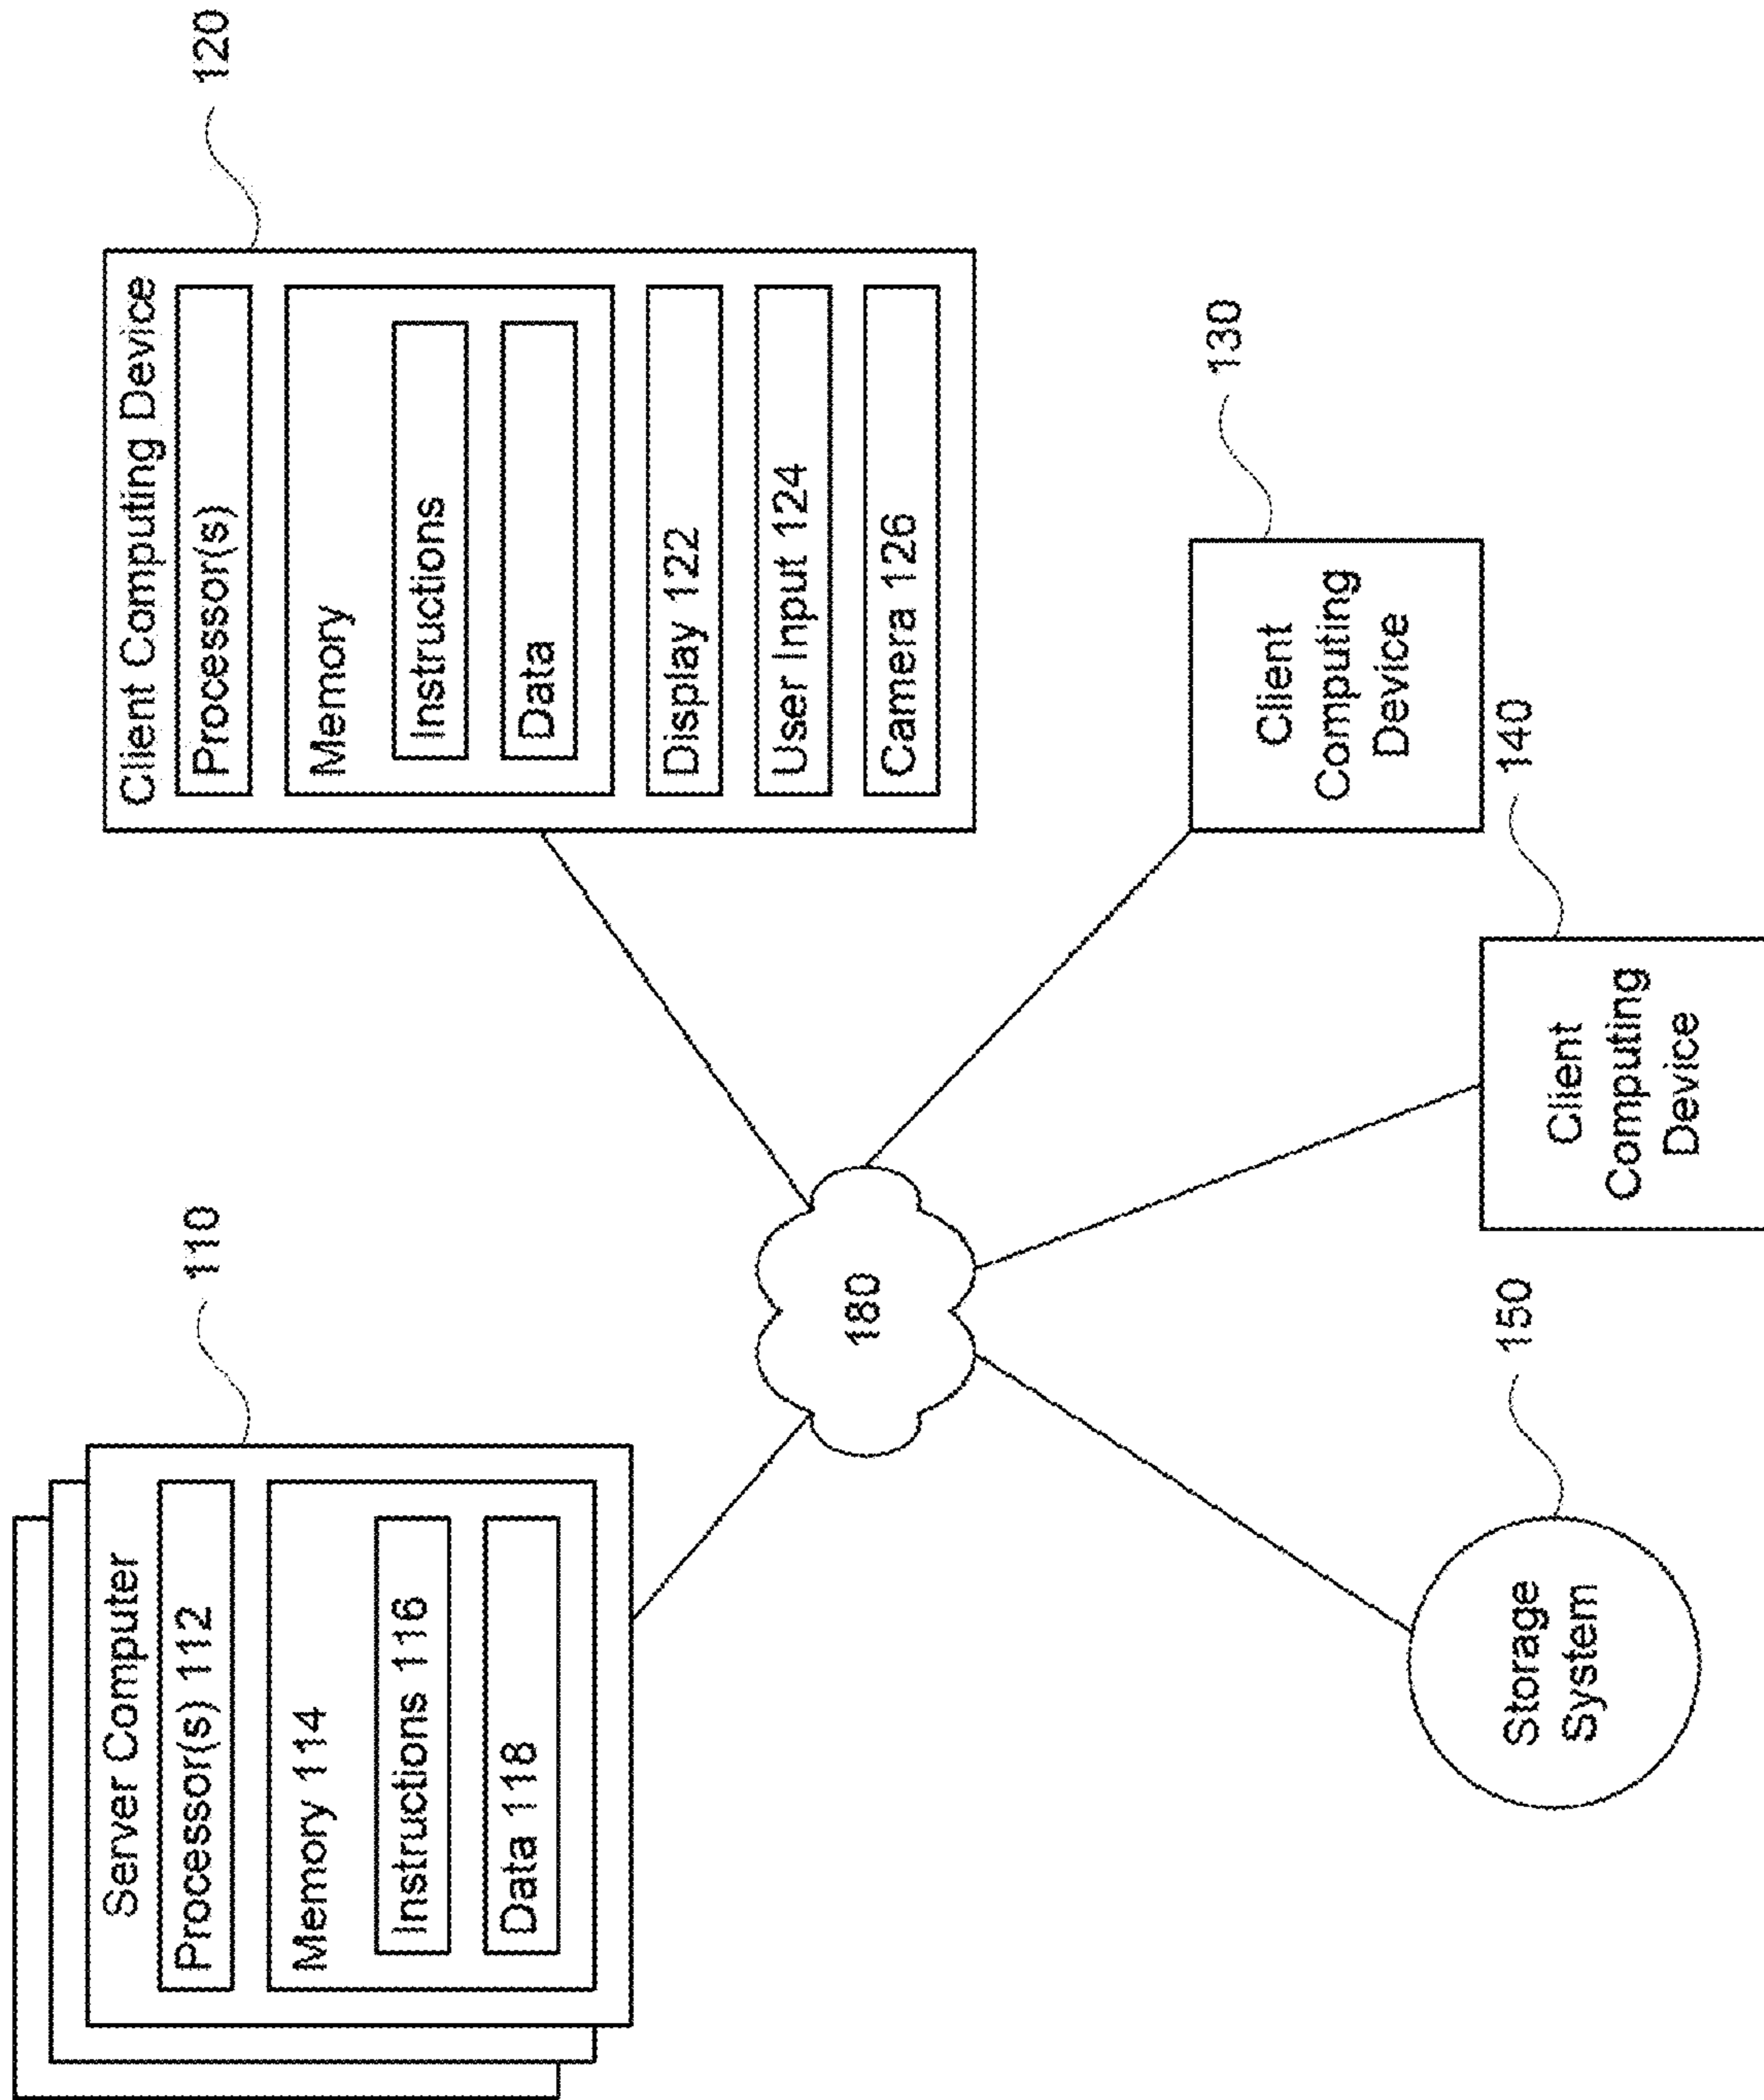 110
Server Computer
Processor(s) 112
Memory 114
Instructions 116
Data 118
120
Client Computing Device
Processor(s)
Memory
Instructions
Data
Display 122
User Input 124
Camera 126
180
130
Client
Computing
Device
140
Client
Computing
Device
150
Storage
System